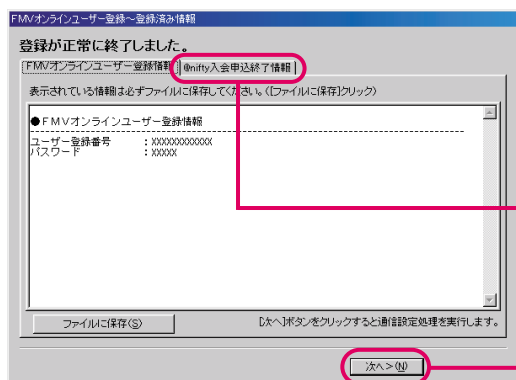 FMVオンラインユーザー登録～登録済み情報
登録が正常に終了しました。
FMVオンラインユーザー登録情報 @nifty入会申込終了情報
表示されている情報は必ずファイルに保存してください。([ファイルに保存]クリック)
●ＦＭＶオンラインユーザー登録情報
ユーザー登録番号 : XXXXXXXXXXXX
パスワード : XXXXX
ファイルに保存(S) [次へ]ボタンをクリックすると通信設定処理を実行します。
次へ>(N)